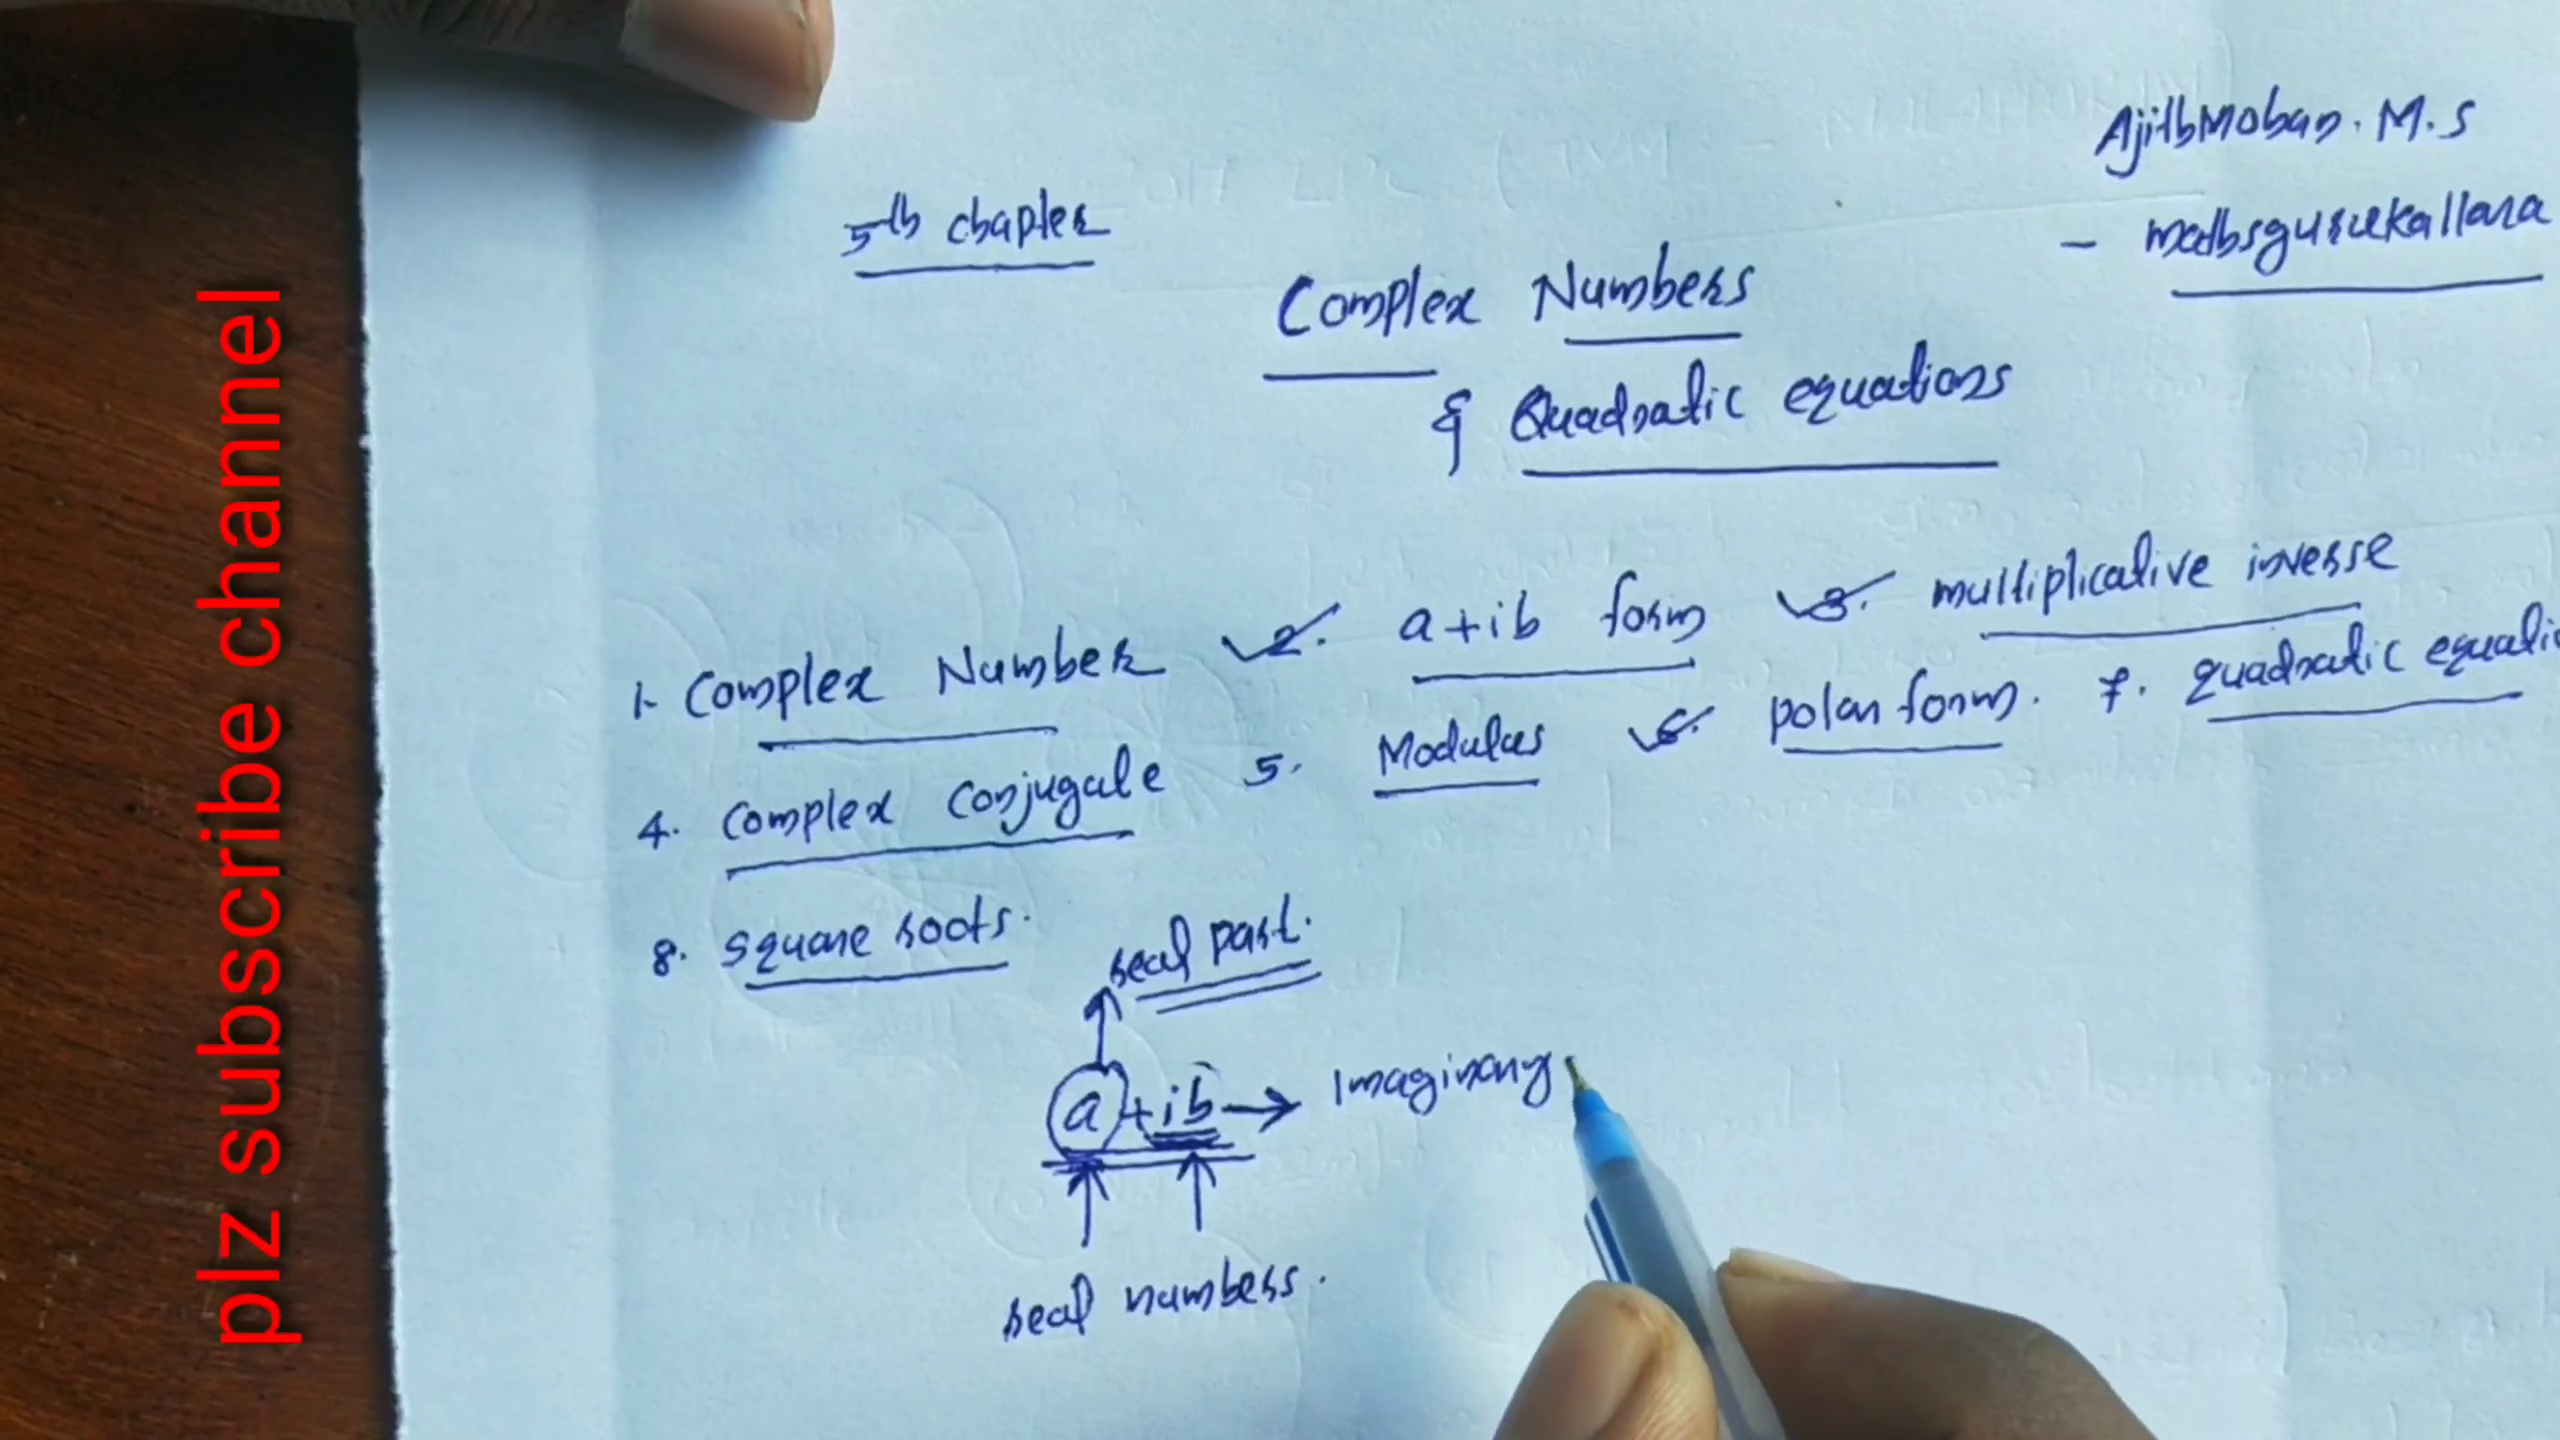 AjithMohan. M.S
5th chapter
- mathsgurukallara
Complex Numbers
& Quadratic equations
1. Complex Number 2. a+ib form 3. multiplicative inverse
4. Complex Conjugate 5. Modulus 6. polar form. 7. quadratic equatio
8. square roots.
real part.
a+ib → Imaginary
real numbers.
plz subscribe channel